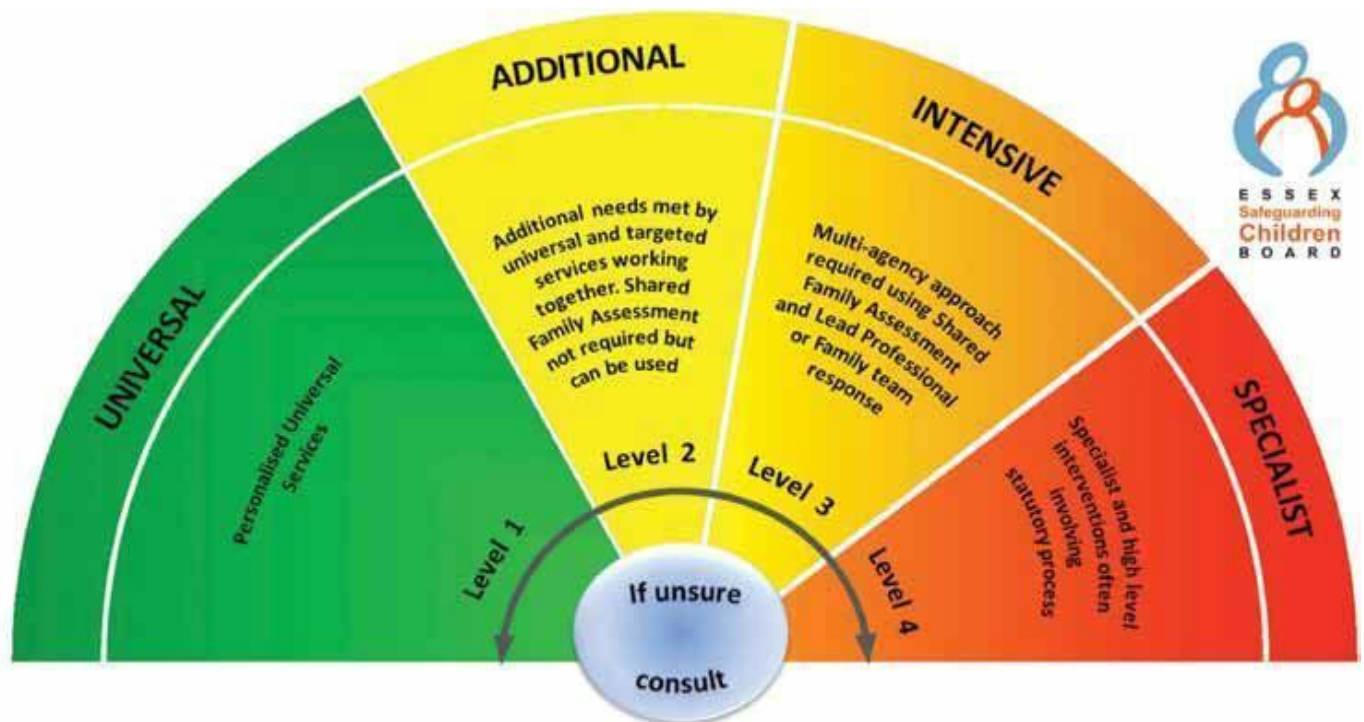 UNIVERSAL
Personalised Universal
Services
Level 1
ADDITIONAL
Additional needs met by
universal and targeted
services working
together. Shared
Family Assessment
not required but
can be used
Level 2
INTENSIVE
Multi-agency approach
required using Shared
Family Assessment
and Lead Professional
or Family team
response
Level 3
SPECIALIST
Specialist and high level
interventions often
involving
statutory process
Level 4
If unsure
consult
ESSEX
Safeguarding
Children
BOARD